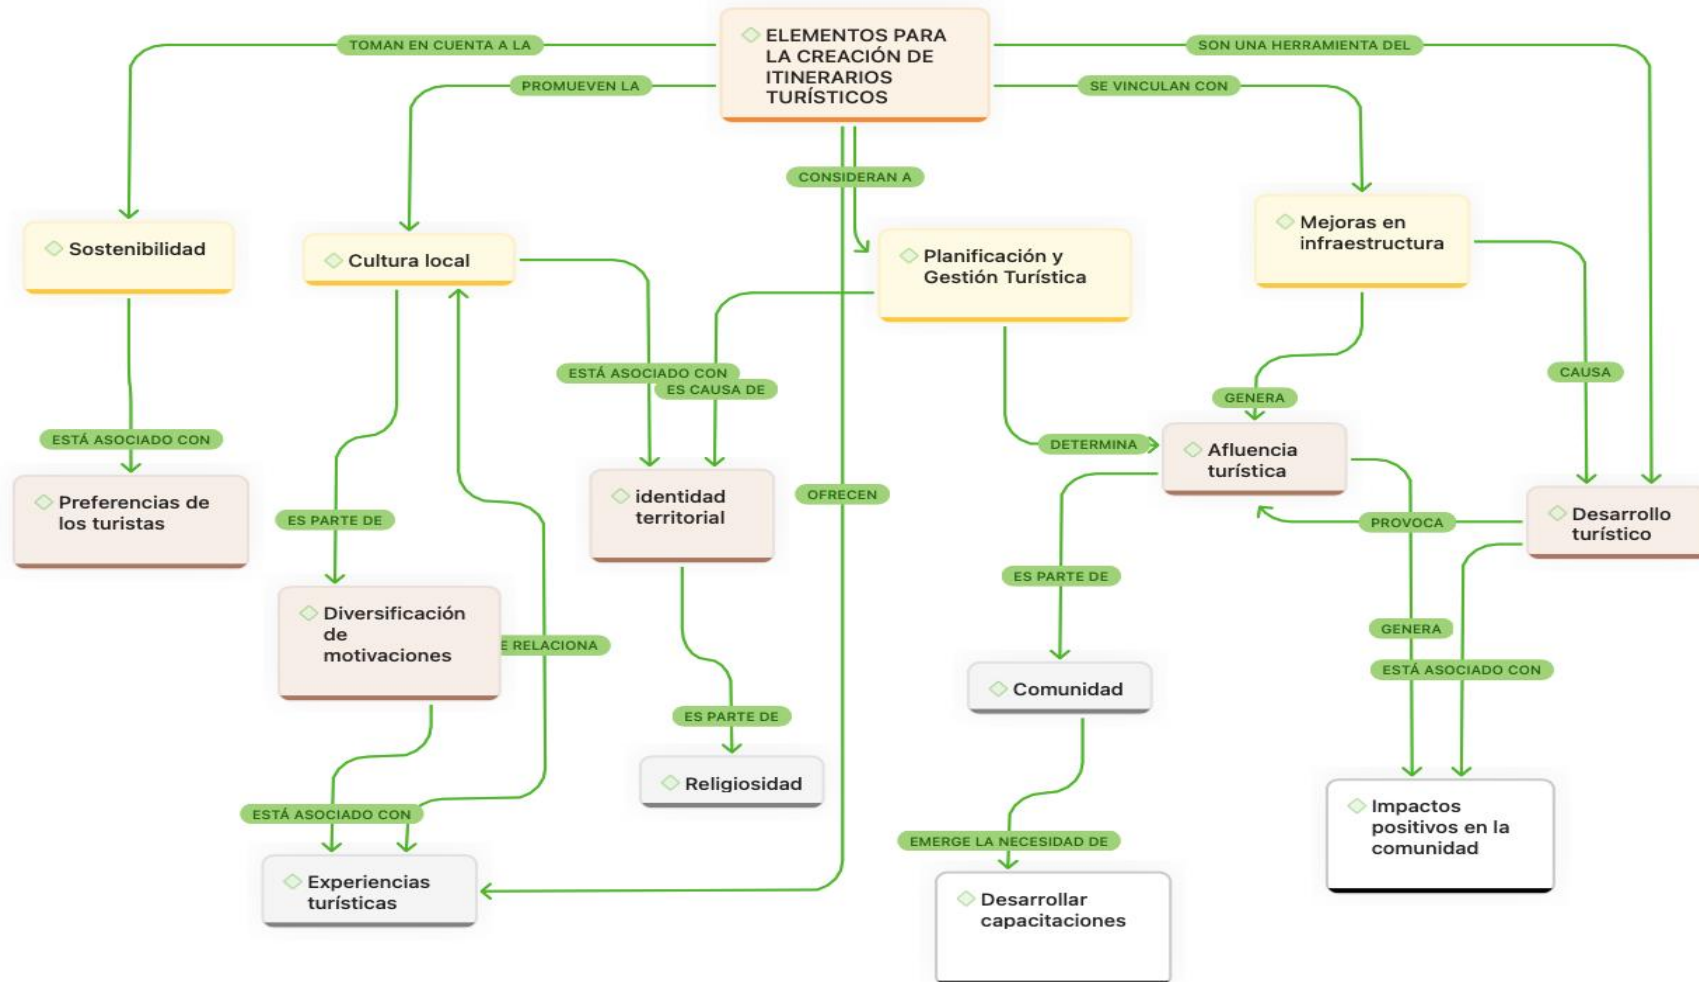 ELEMENTOS PARA
LA CREACIÓN DE
ITINERARIOS
TURÍSTICOS
TOMAN EN CUENTA A LA
SON UNA HERRAMIENTA DEL
PROMUEVEN LA
SE VINCULAN CON
CONSIDERAN A
Sostenibilidad
Cultura local
Planificación y
Gestión Turística
Mejoras en
infraestructura
ESTÁ ASOCIADO CON
ES CAUSA DE
CAUSA
GENERA
ESTÁ ASOCIADO CON
DETERMINA
Afluencia
turística
Preferencias de
los turistas
identidad
territorial
OFRECEN
ES PARTE DE
PROVOCA
Desarrollo
turístico
ES PARTE DE
Diversificación
de
motivaciones
E RELACIONA
GENERA
ESTÁ ASOCIADO CON
Comunidad
ES PARTE DE
Religiosidad
ESTÁ ASOCIADO CON
EMERGE LA NECESIDAD DE
Impactos
positivos en la
comunidad
Experiencias
turísticas
Desarrollar
capacitaciones